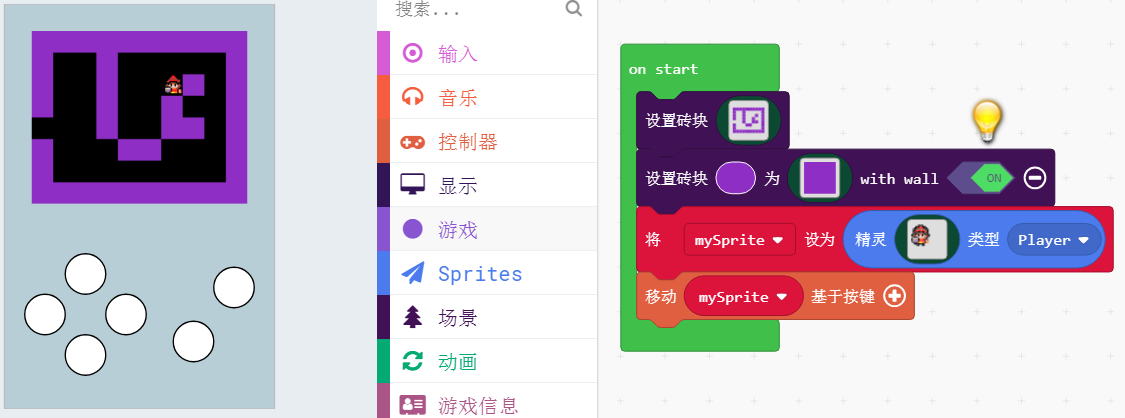 搜索...
输入
音乐
控制器
显示
游戏
Sprites
场景
动画
游戏信息
on start
设置砖块
设置砖块 为 with wall ON
将 mySprite 设为 精灵 类型 Player
移动 mySprite 基于按键